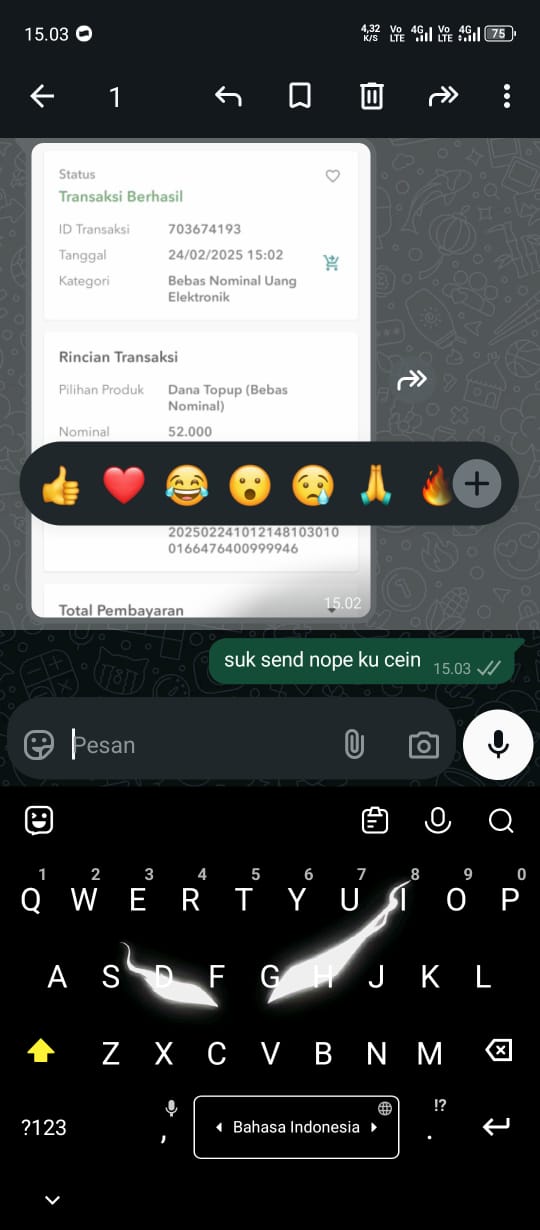 15.03 4,32 K/S Vo LTE 4G Vo LTE 4G 75
1
Status
Transaksi Berhasil
ID Transaksi 703674193
Tanggal 24/02/2025 15:02
Kategori Bebas Nominal Uang
Elektronik
Rincian Transaksi
Pilihan Produk Dana Topup (Bebas
Nominal)
Nominal 52.000
202502241012148103010
0166476400999946
Total Pembayaran
15.02
suk send nope ku cein 15.03
Pesan
1 2 3 4 5 6 7 8 9 0
Q W E R T Y U I O P
A S D F G H J K L
Z X C V B N M
!?
?123 , Bahasa Indonesia .